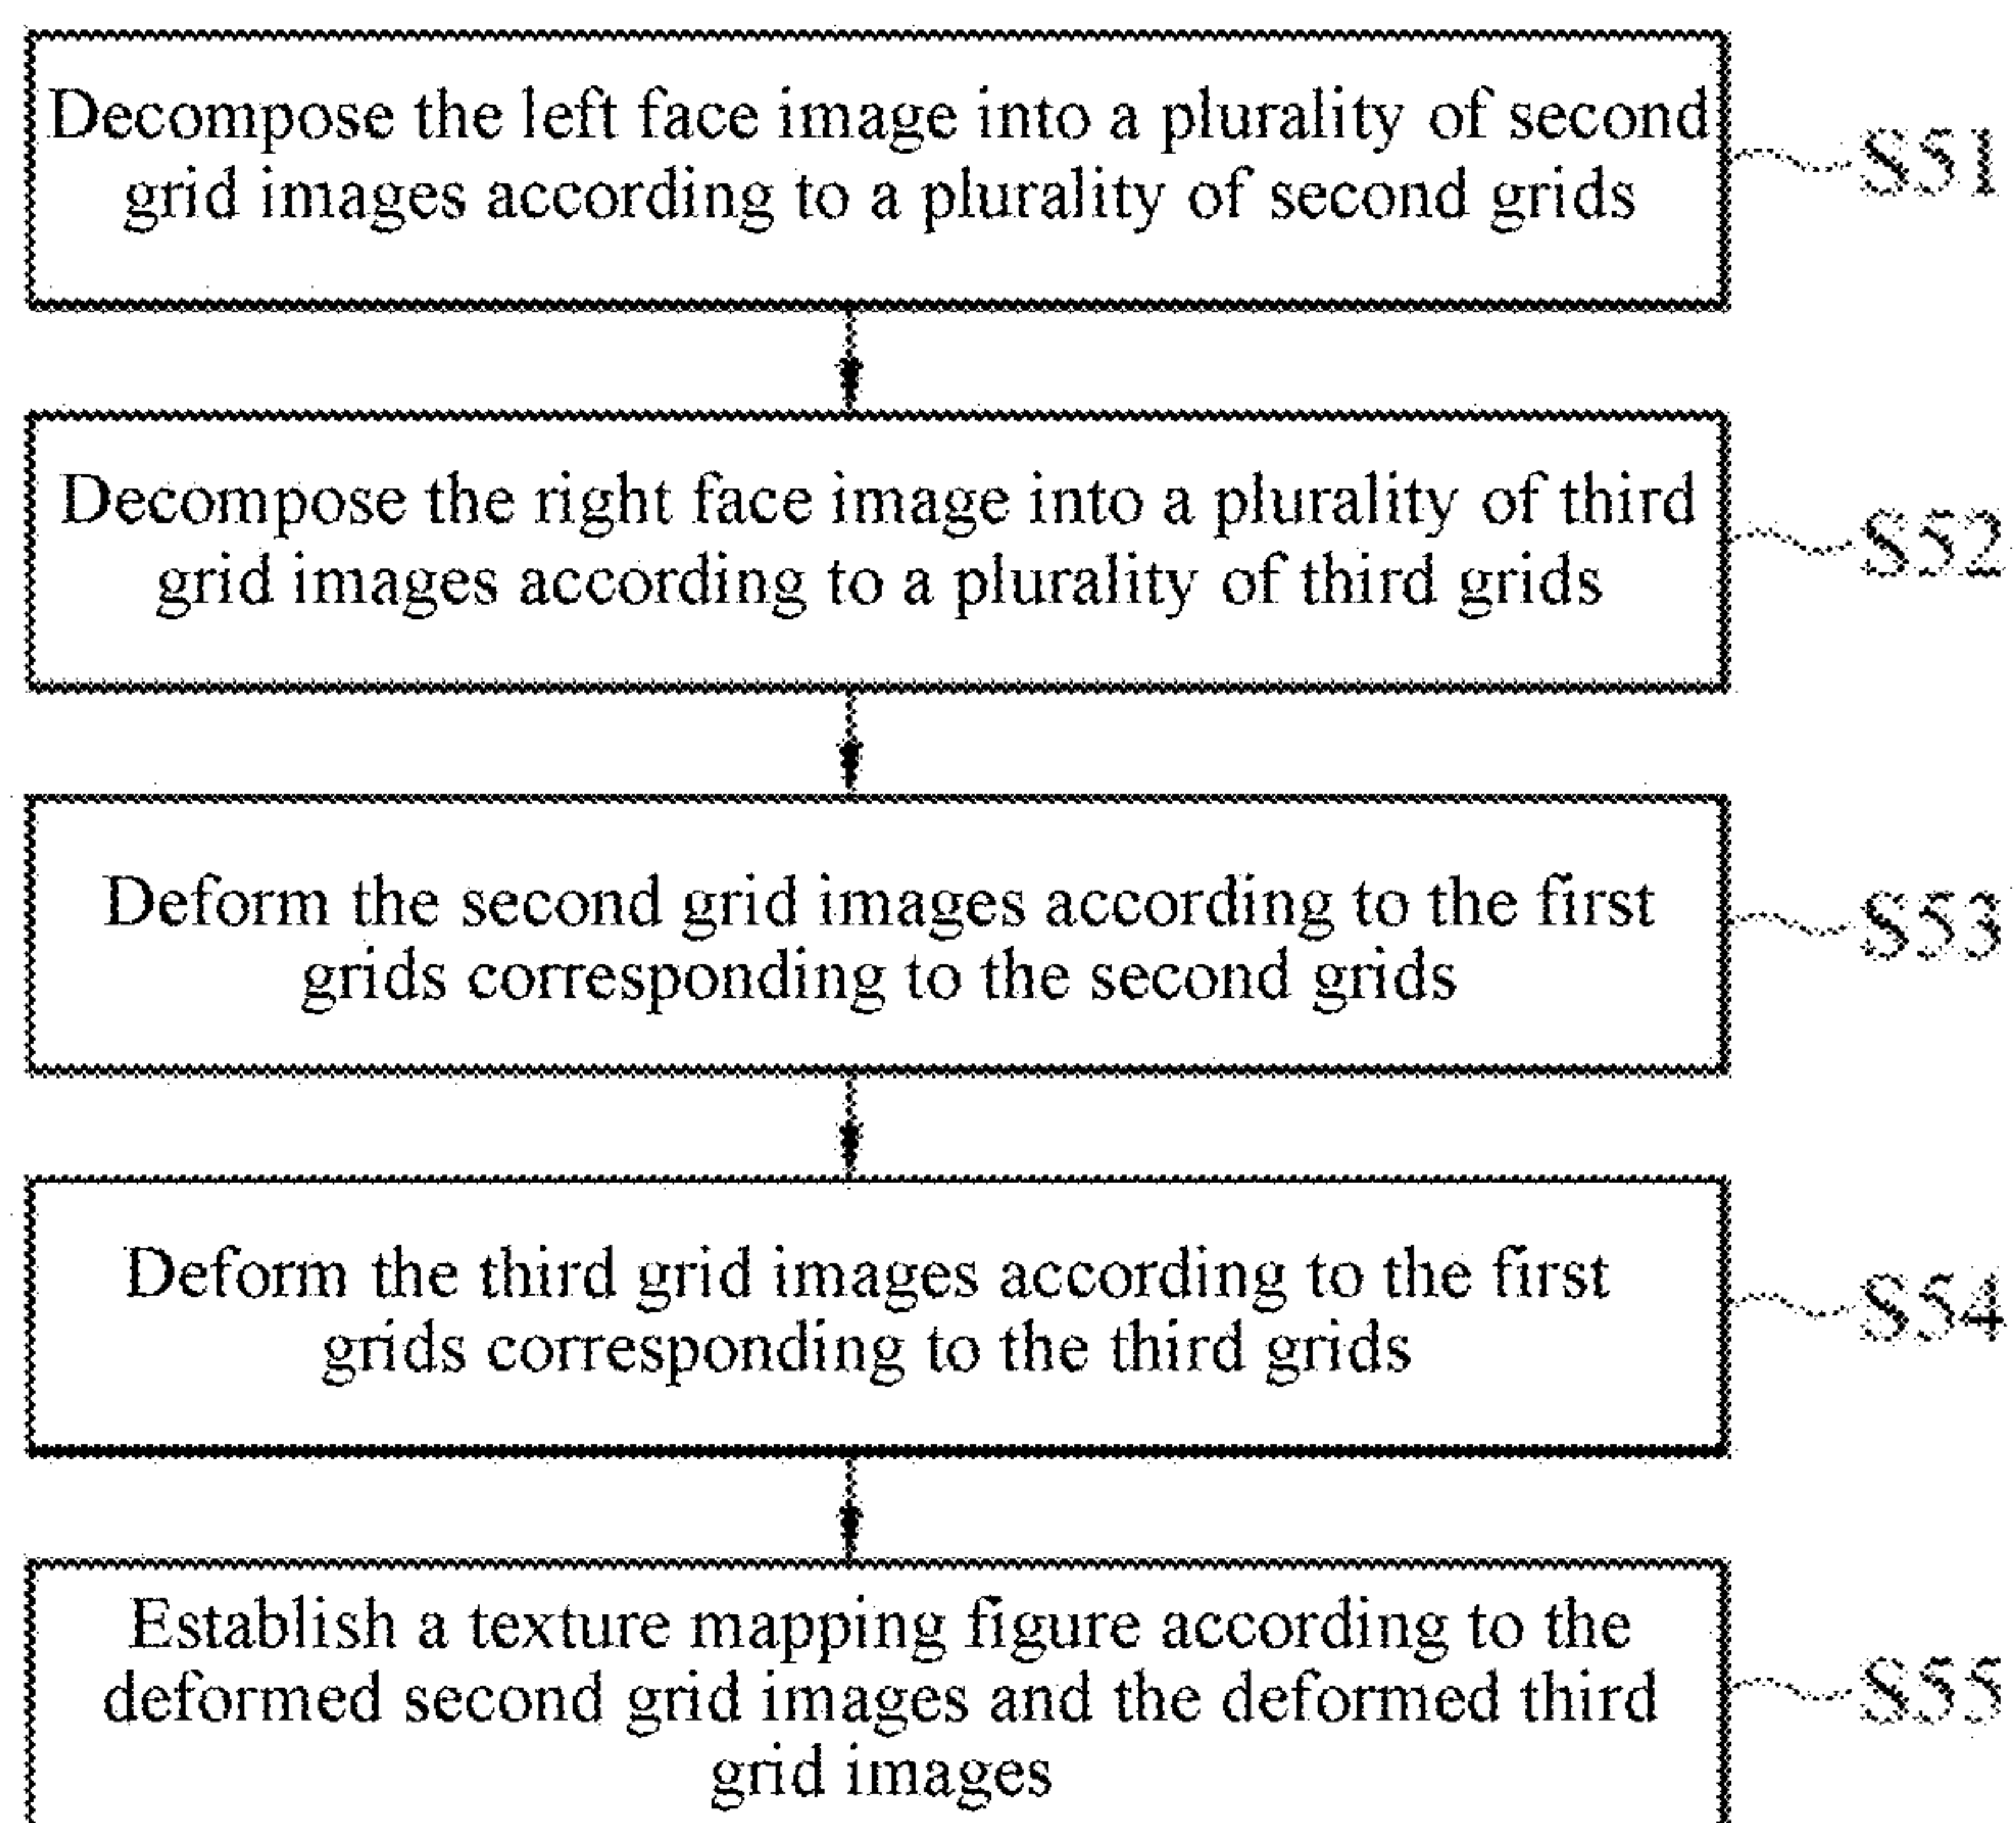 Decompose the left face image into a plurality of second
grid images according to a plurality of second grids
S51
Decompose the right face image into a plurality of third
grid images according to a plurality of third grids
S52
Deform the second grid images according to the first
grids corresponding to the second grids
S53
Deform the third grid images according to the first
grids corresponding to the third grids
S54
Establish a texture mapping figure according to the
deformed second grid images and the deformed third
grid images
S55